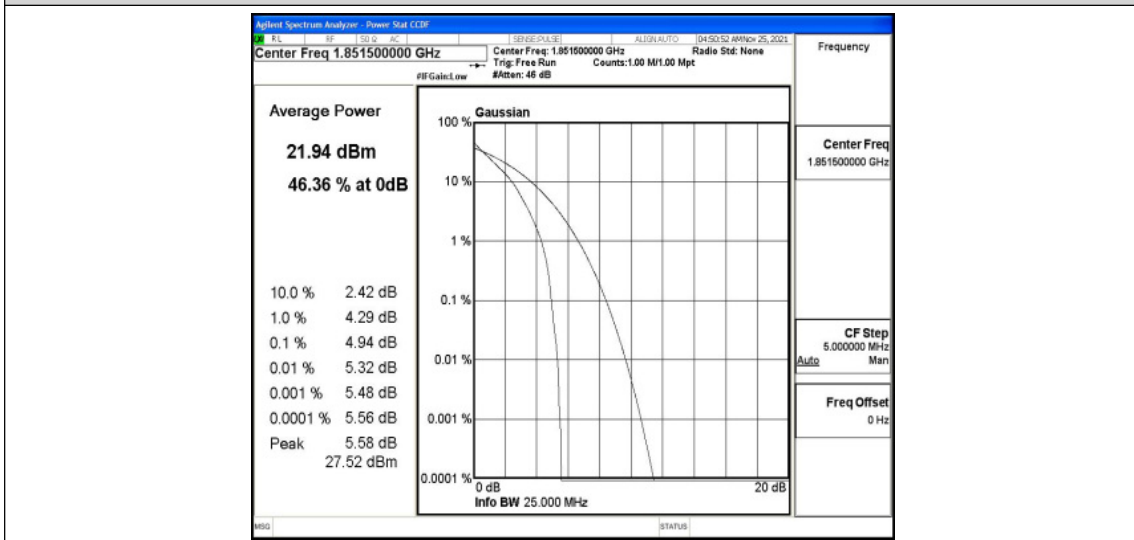 Agilent Spectrum Analyzer - Power Stat CCDF
RL RF 50 Ω AC SENSE:PULSE ALIGN AUTO 04:50:52 AM Nov 25, 2021
Center Freq 1.851500000 GHz
Center Freq: 1.851500000 GHz Radio Std: None
Trig: Free Run Counts:1.00 M/1.00 Mpt
#IFGain:Low #Atten: 46 dB
Average Power
21.94 dBm
46.36 % at 0dB
10.0 % 2.42 dB
1.0 % 4.29 dB
0.1 % 4.94 dB
0.01 % 5.32 dB
0.001 % 5.48 dB
0.0001 % 5.56 dB
Peak 5.58 dB
27.52 dBm
Gaussian
100 %
10 %
1 %
0.1 %
0.01 %
0.001 %
0.0001 %
0 dB 20 dB
Info BW 25.000 MHz
Frequency
Center Freq
1.851500000 GHz
CF Step
5.000000 MHz
Auto Man
Freq Offset
0 Hz
MSG STATUS